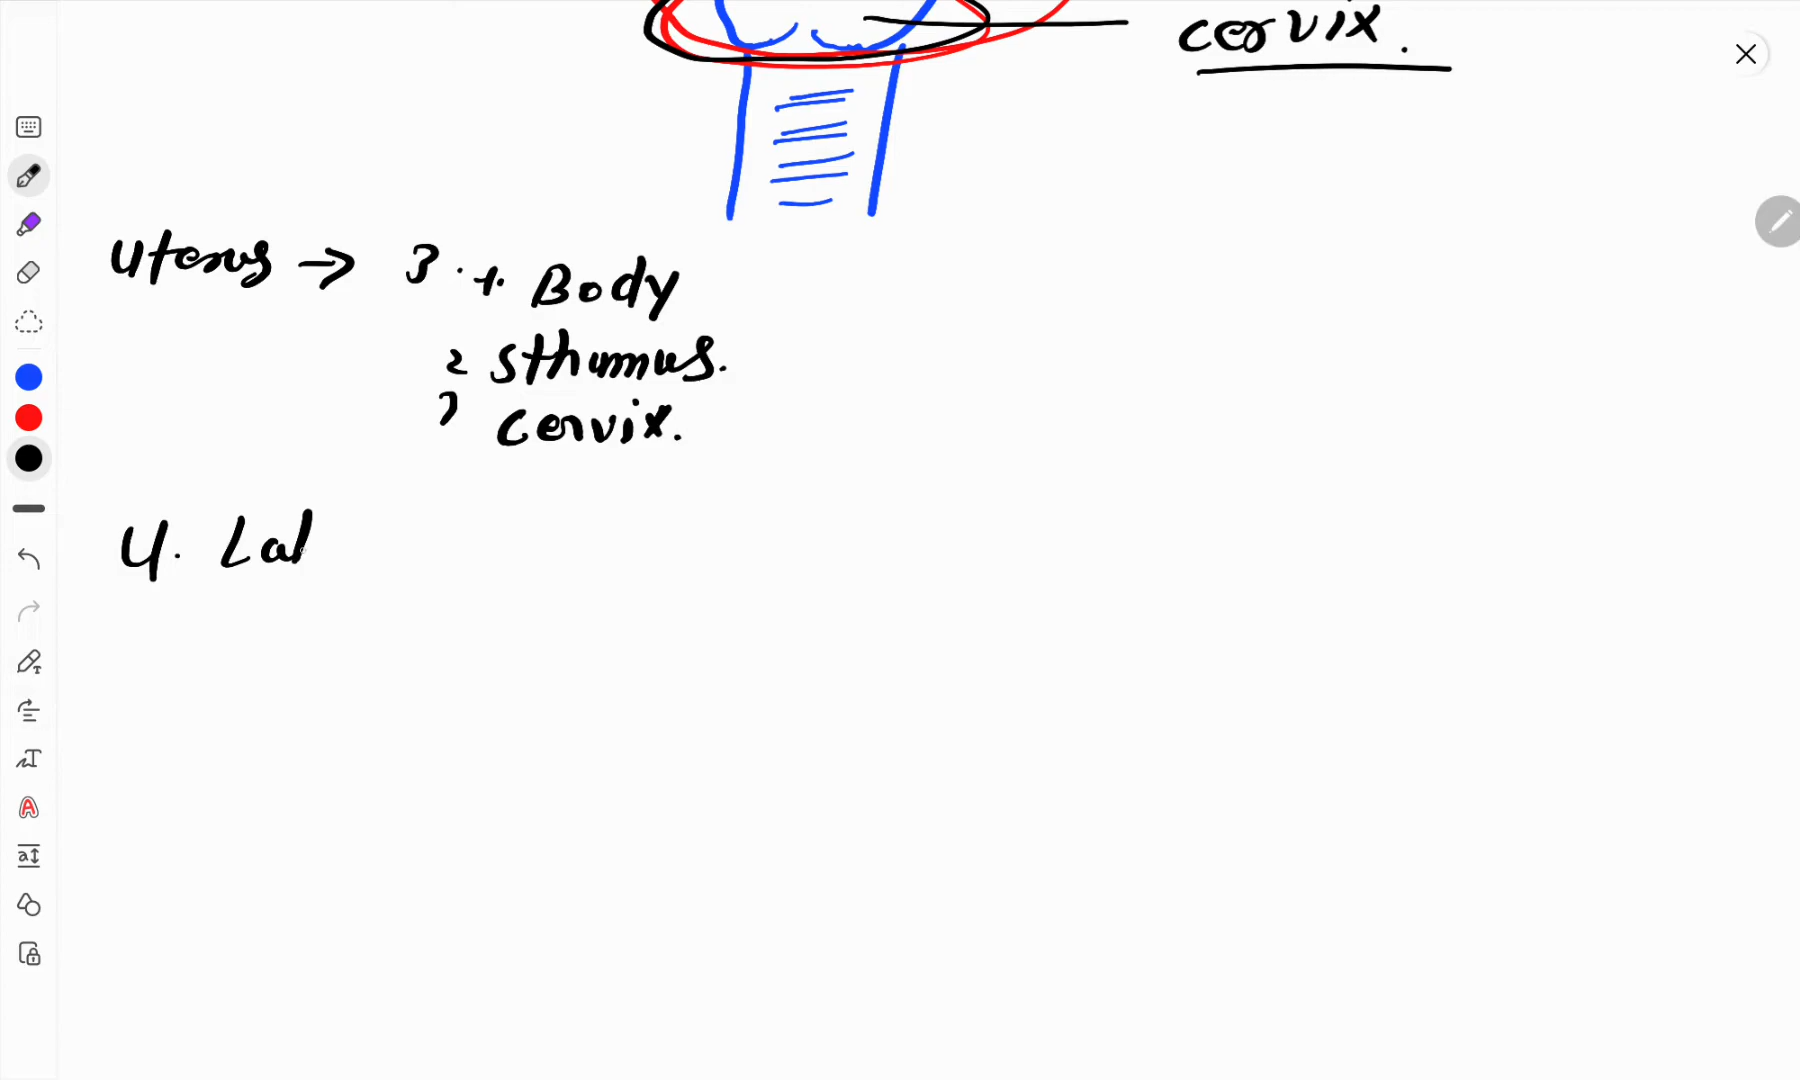 cervix.
Uterus → 3. 1. Body
2 sthumus.
3 cervix.
4. Lal